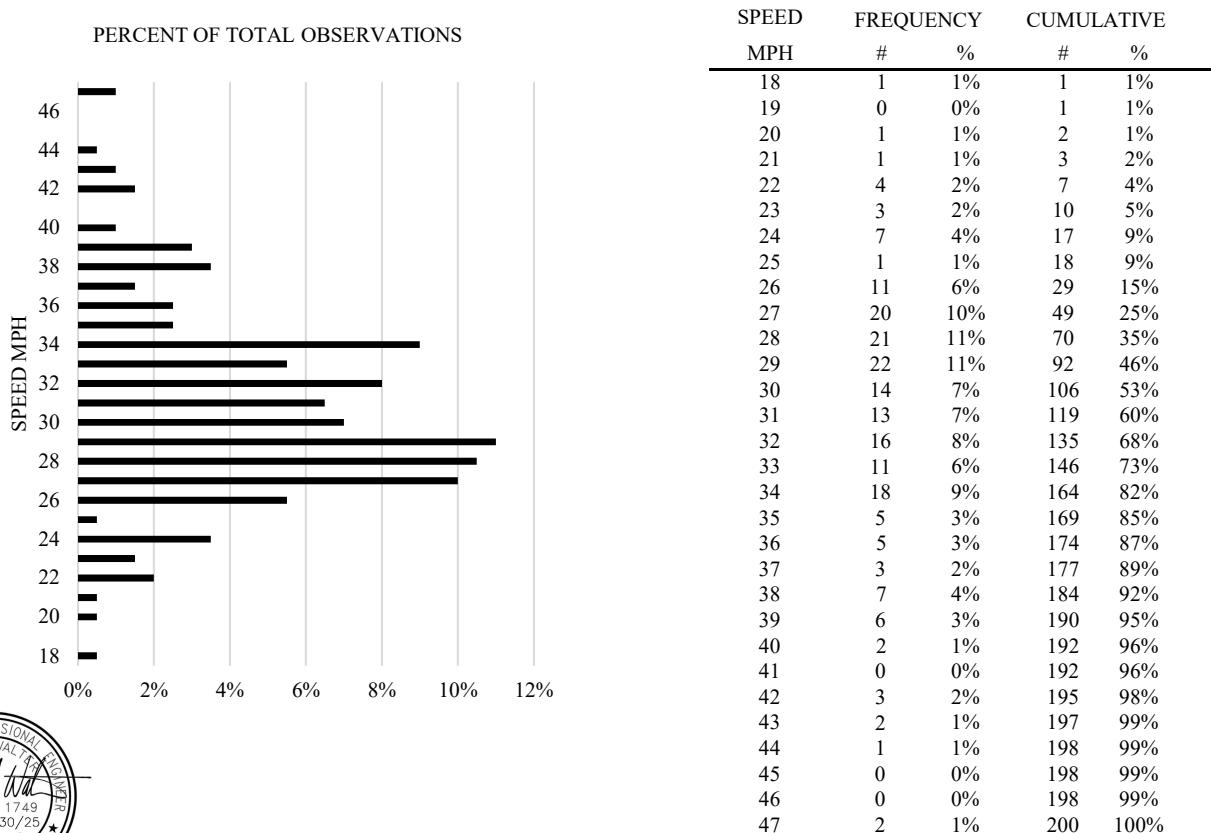 PERCENT OF TOTAL OBSERVATIONS
46
44
42
40
38
36
34
32
30
28
26
24
22
20
18
SPEED MPH
0% 2% 4% 6% 8% 10% 12%
1749
30/25
SPEED FREQUENCY CUMULATIVE
MPH # % # %
18 1 1% 1 1%
19 0 0% 1 1%
20 1 1% 2 1%
21 1 1% 3 2%
22 4 2% 7 4%
23 3 2% 10 5%
24 7 4% 17 9%
25 1 1% 18 9%
26 11 6% 29 15%
27 20 10% 49 25%
28 21 11% 70 35%
29 22 11% 92 46%
30 14 7% 106 53%
31 13 7% 119 60%
32 16 8% 135 68%
33 11 6% 146 73%
34 18 9% 164 82%
35 5 3% 169 85%
36 5 3% 174 87%
37 3 2% 177 89%
38 7 4% 184 92%
39 6 3% 190 95%
40 2 1% 192 96%
41 0 0% 192 96%
42 3 2% 195 98%
43 2 1% 197 99%
44 1 1% 198 99%
45 0 0% 198 99%
46 0 0% 198 99%
47 2 1% 200 100%